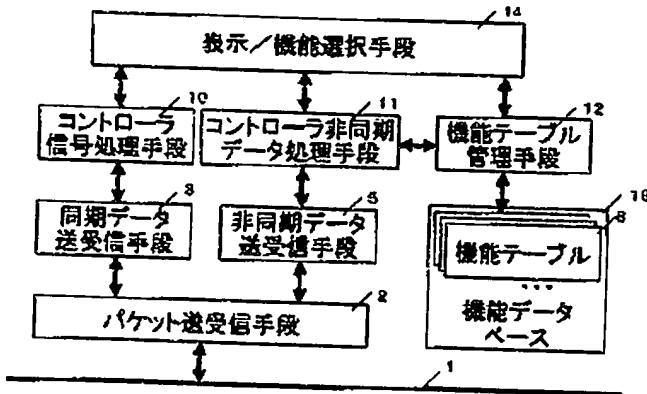 14
表示／機能選択手段
10
11
12
コントローラ
信号処理手段
コントローラ非同期
データ処理手段
機能テーブル
管理手段
3
5
同期データ
送受信手段
非同期データ
送受信手段
機能テーブル
...
機能データ
ベース
2
パケット送受信手段
1